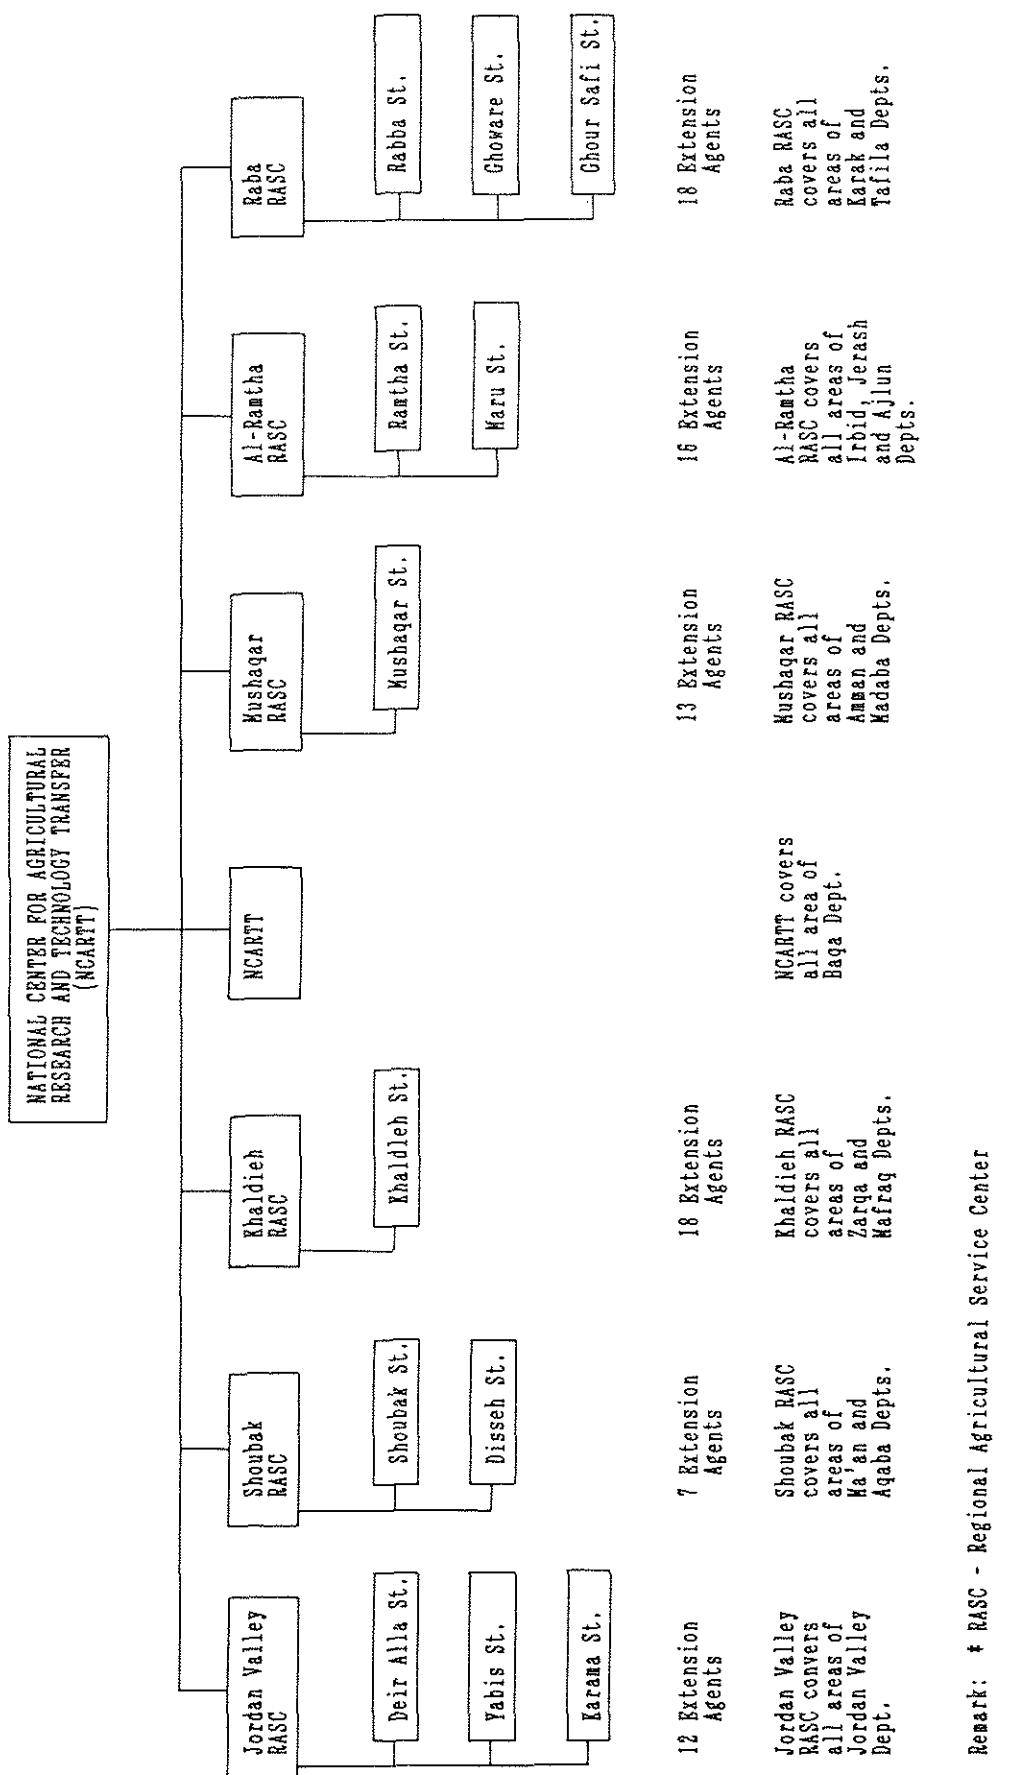 NATIONAL CENTER FOR AGRICULTURAL
RESEARCH AND TECHNOLOGY TRANSFER
(NCARTT)
Jordan Valley
RASC
Shoubak
RASC
Khaldieh
RASC
NCARTT
Mushaqar
RASC
Al-Ramtha
RASC
Raba
RASC
Deir Alla St.
Yabis St.
Karama St.
Shoubak St.
Disseh St.
Khaldleh St.
Mushaqar St.
Ramtha St.
Maru St.
Rabba St.
Ghoware St.
Ghour Safi St.
12 Extension
Agents
7 Extension
Agents
18 Extension
Agents
13 Extension
Agents
16 Extension
Agents
18 Extension
Agents
Jordan Valley
RASC convers
all areas of
Jordan Valley
Dept.
Shoubak RASC
covers all
areas of
Ma'an and
Aqaba Depts.
Khaldieh RASC
covers all
areas of
Zarqa and
Mafraq Depts.
NCARTT covers
all area of
Baqa Dept.
Mushaqar RASC
covers all
areas of
Amman and
Madaba Depts.
Al-Ramtha
RASC covers
all areas of
Irbid, Jerash
and Ajlun
Depts.
Raba RASC
covers all
areas of
Karak and
Tafila Depts.
Remark: * RASC - Regional Agricultural Service Center